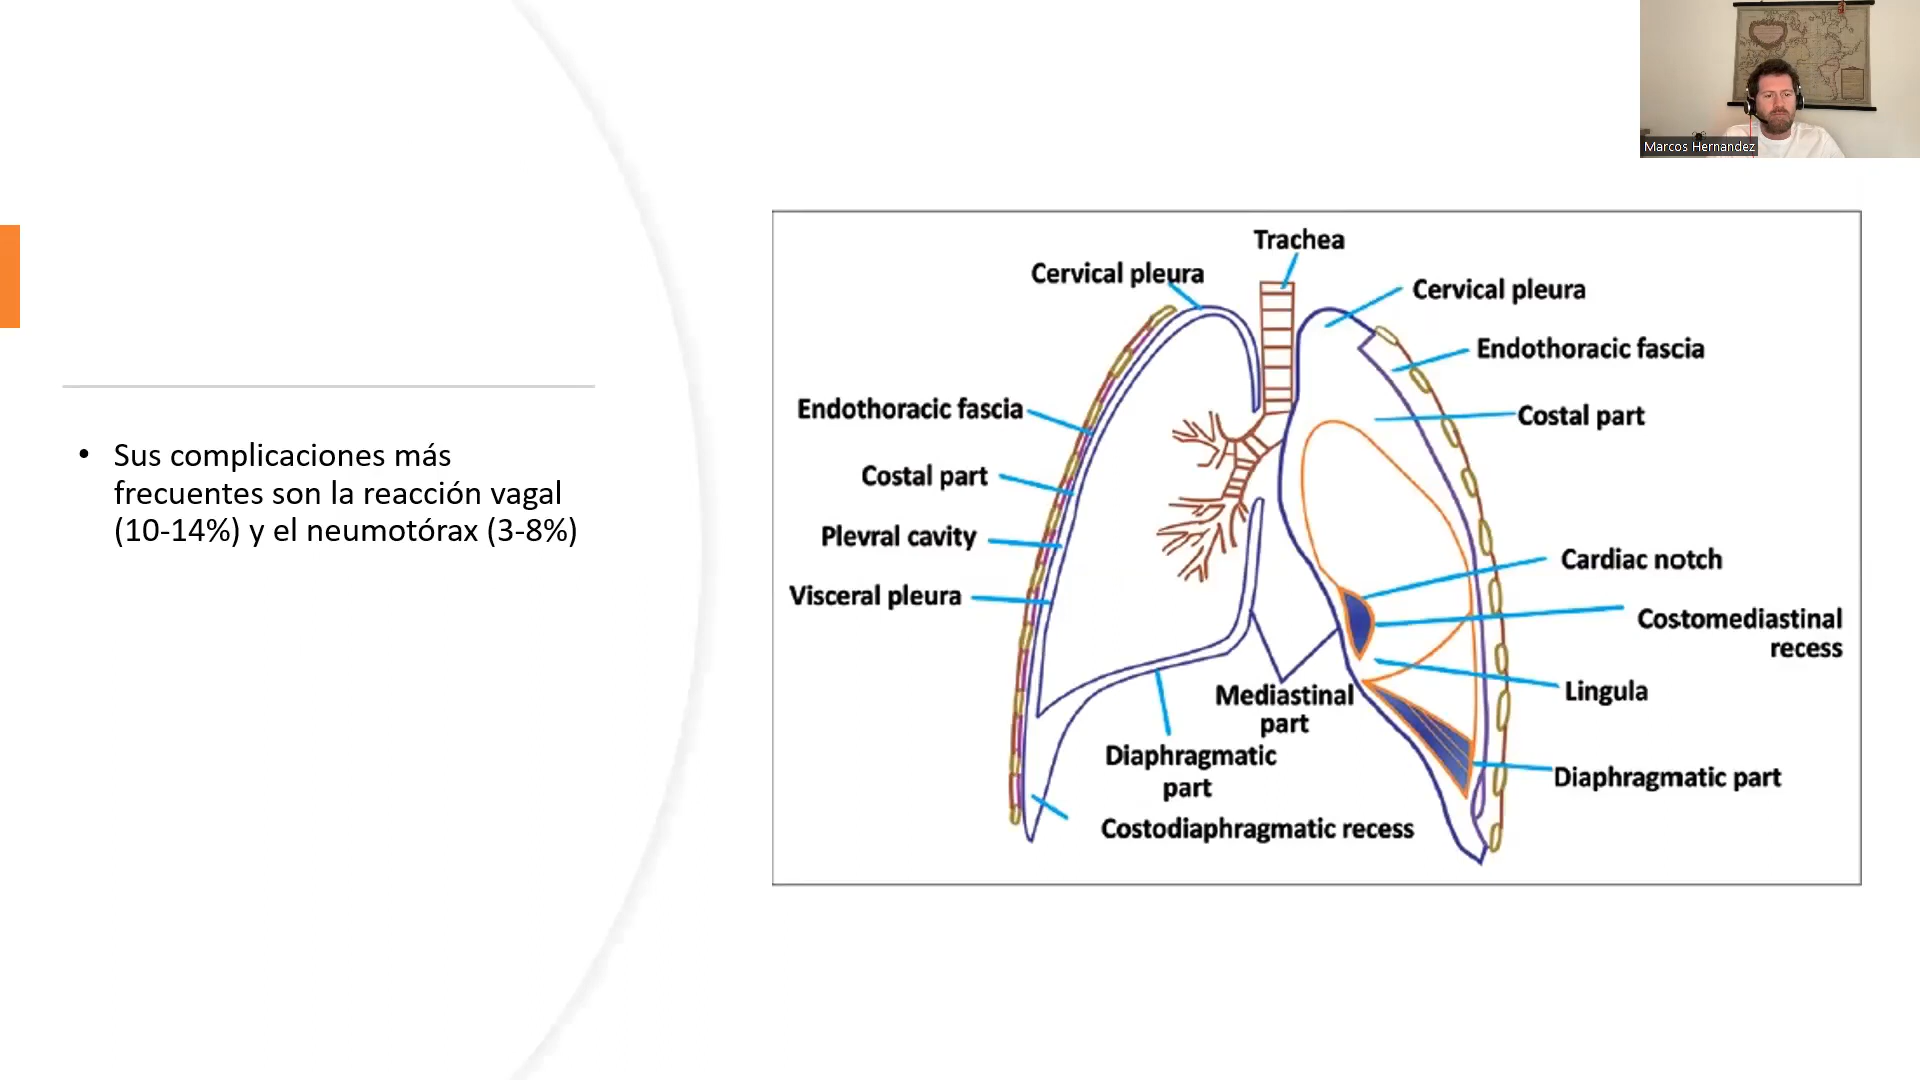 Marcos Hernandez
• Sus complicaciones más
frecuentes son la reacción vagal
(10-14%) y el neumotórax (3-8%)
Trachea
Cervical pleura
Cervical pleura
Endothoracic fascia
Endothoracic fascia
Costal part
Costal part
Plevral cavity
Cardiac notch
Visceral pleura
Costomediastinal
recess
Lingula
Mediastinal
part
Diaphragmatic
part
Diaphragmatic part
Costodiaphragmatic recess